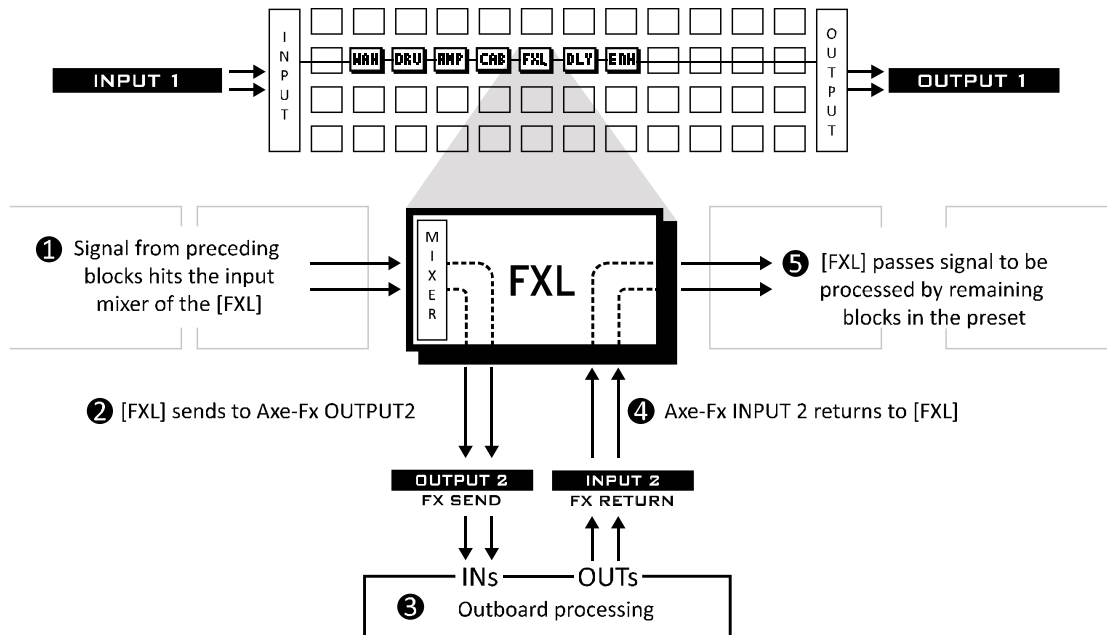 INPUT
OUTPUT
INPUT 1
WAH DRV AMP CAB FXL DLY ENH
OUTPUT 1
❶ Signal from preceding
blocks hits the input
mixer of the [FXL]
MIXER
FXL
❺ [FXL] passes signal to be
processed by remaining
blocks in the preset
❷ [FXL] sends to Axe-Fx OUTPUT2
❹ Axe-Fx INPUT 2 returns to [FXL]
OUTPUT 2
FX SEND
INPUT 2
FX RETURN
INs
OUTs
❸ Outboard processing